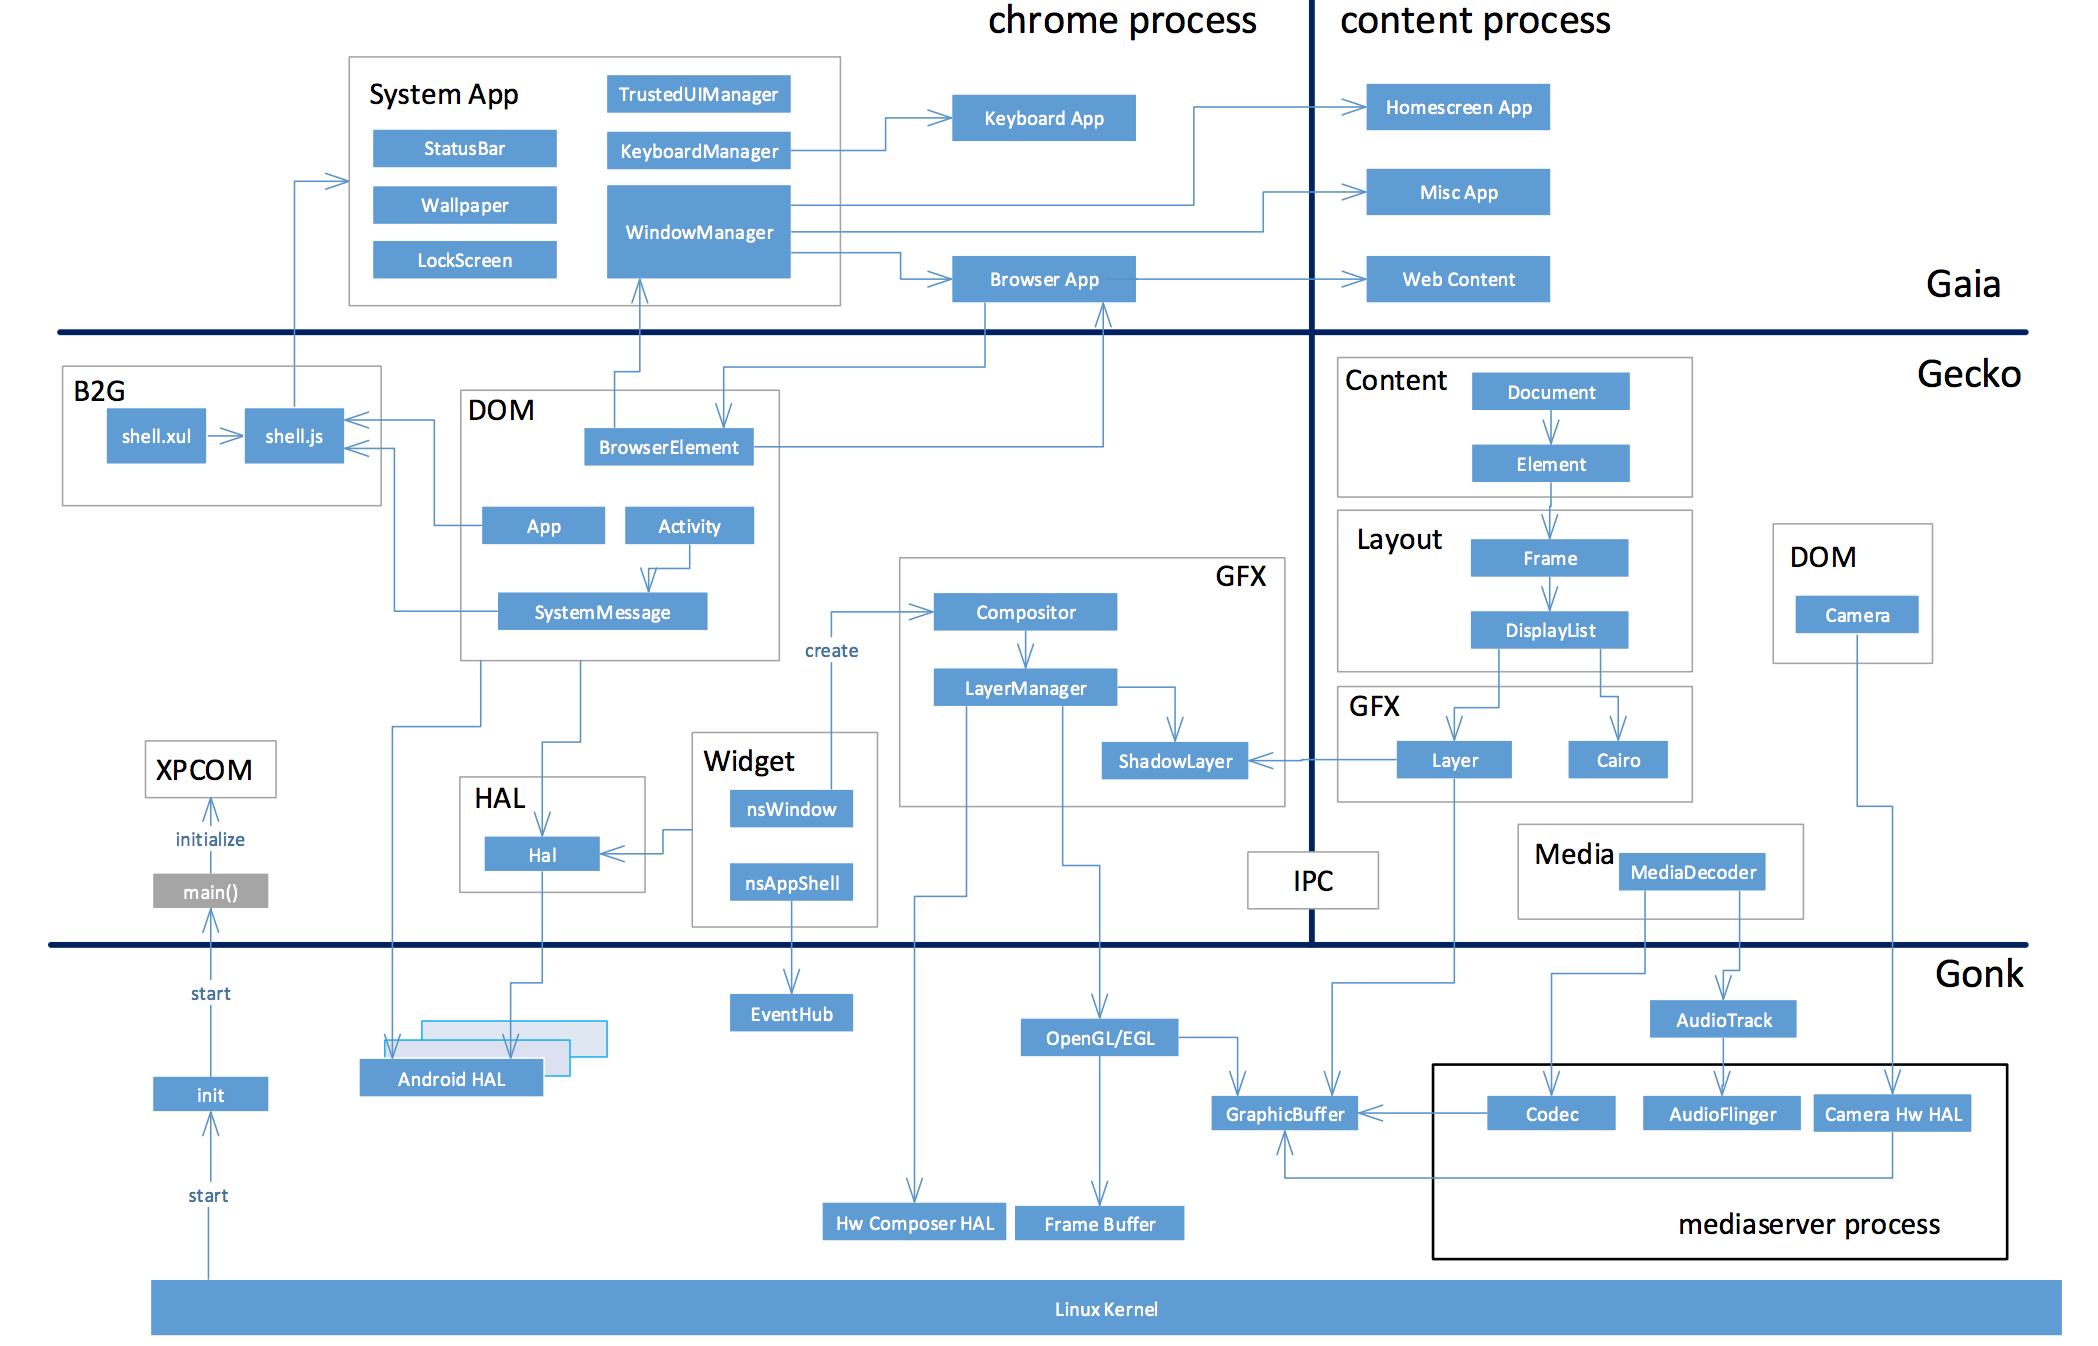 chrome process
content process
System App
TrustedUIManager
StatusBar
KeyboardManager
Wallpaper
WindowManager
LockScreen
Keyboard App
Browser App
Homescreen App
Misc App
Web Content
Gaia
Gecko
B2G
shell.xul
shell.js
DOM
BrowserElement
App
Activity
SystemMessage
Content
Document
Element
Layout
Frame
DisplayList
DOM
Camera
GFX
Compositor
create
LayerManager
ShadowLayer
GFX
Layer
Cairo
XPCOM
initialize
main()
HAL
Hal
Widget
nsWindow
nsAppShell
IPC
Media
MediaDecoder
Gonk
start
init
start
Android HAL
EventHub
OpenGL/EGL
GraphicBuffer
AudioTrack
Codec
AudioFlinger
Camera Hw HAL
Hw Composer HAL
Frame Buffer
mediaserver process
Linux Kernel